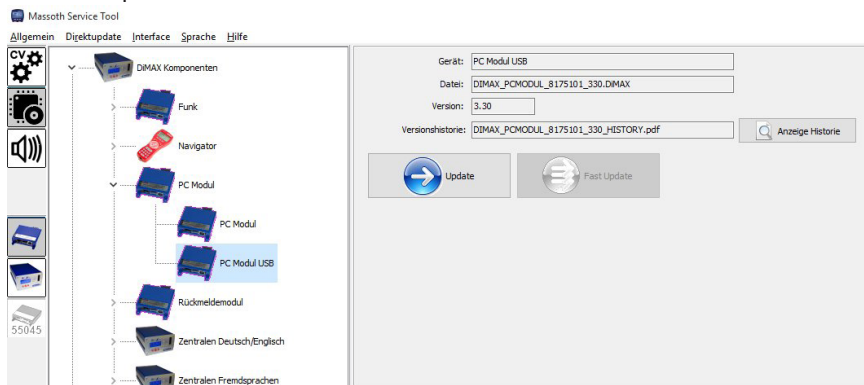 Massoth Service Tool
Allgemein Direktupdate Interface Sprache Hilfe
CV
DiMAX Komponenten
Funk
Navigator
PC Modul
PC Modul
PC Modul USB
Rückmeldemodul
55045
Zentralen Deutsch/Englisch
Zentralen Fremdsprachen
Gerät: PC Modul USB
Datei: DIMAX_PCMODUL_8175101_330.DiMAX
Version: 3.30
Versionshistorie: DIMAX_PCMODUL_8175101_330_HISTORY.pdf Anzeige Historie
Update Fast Update